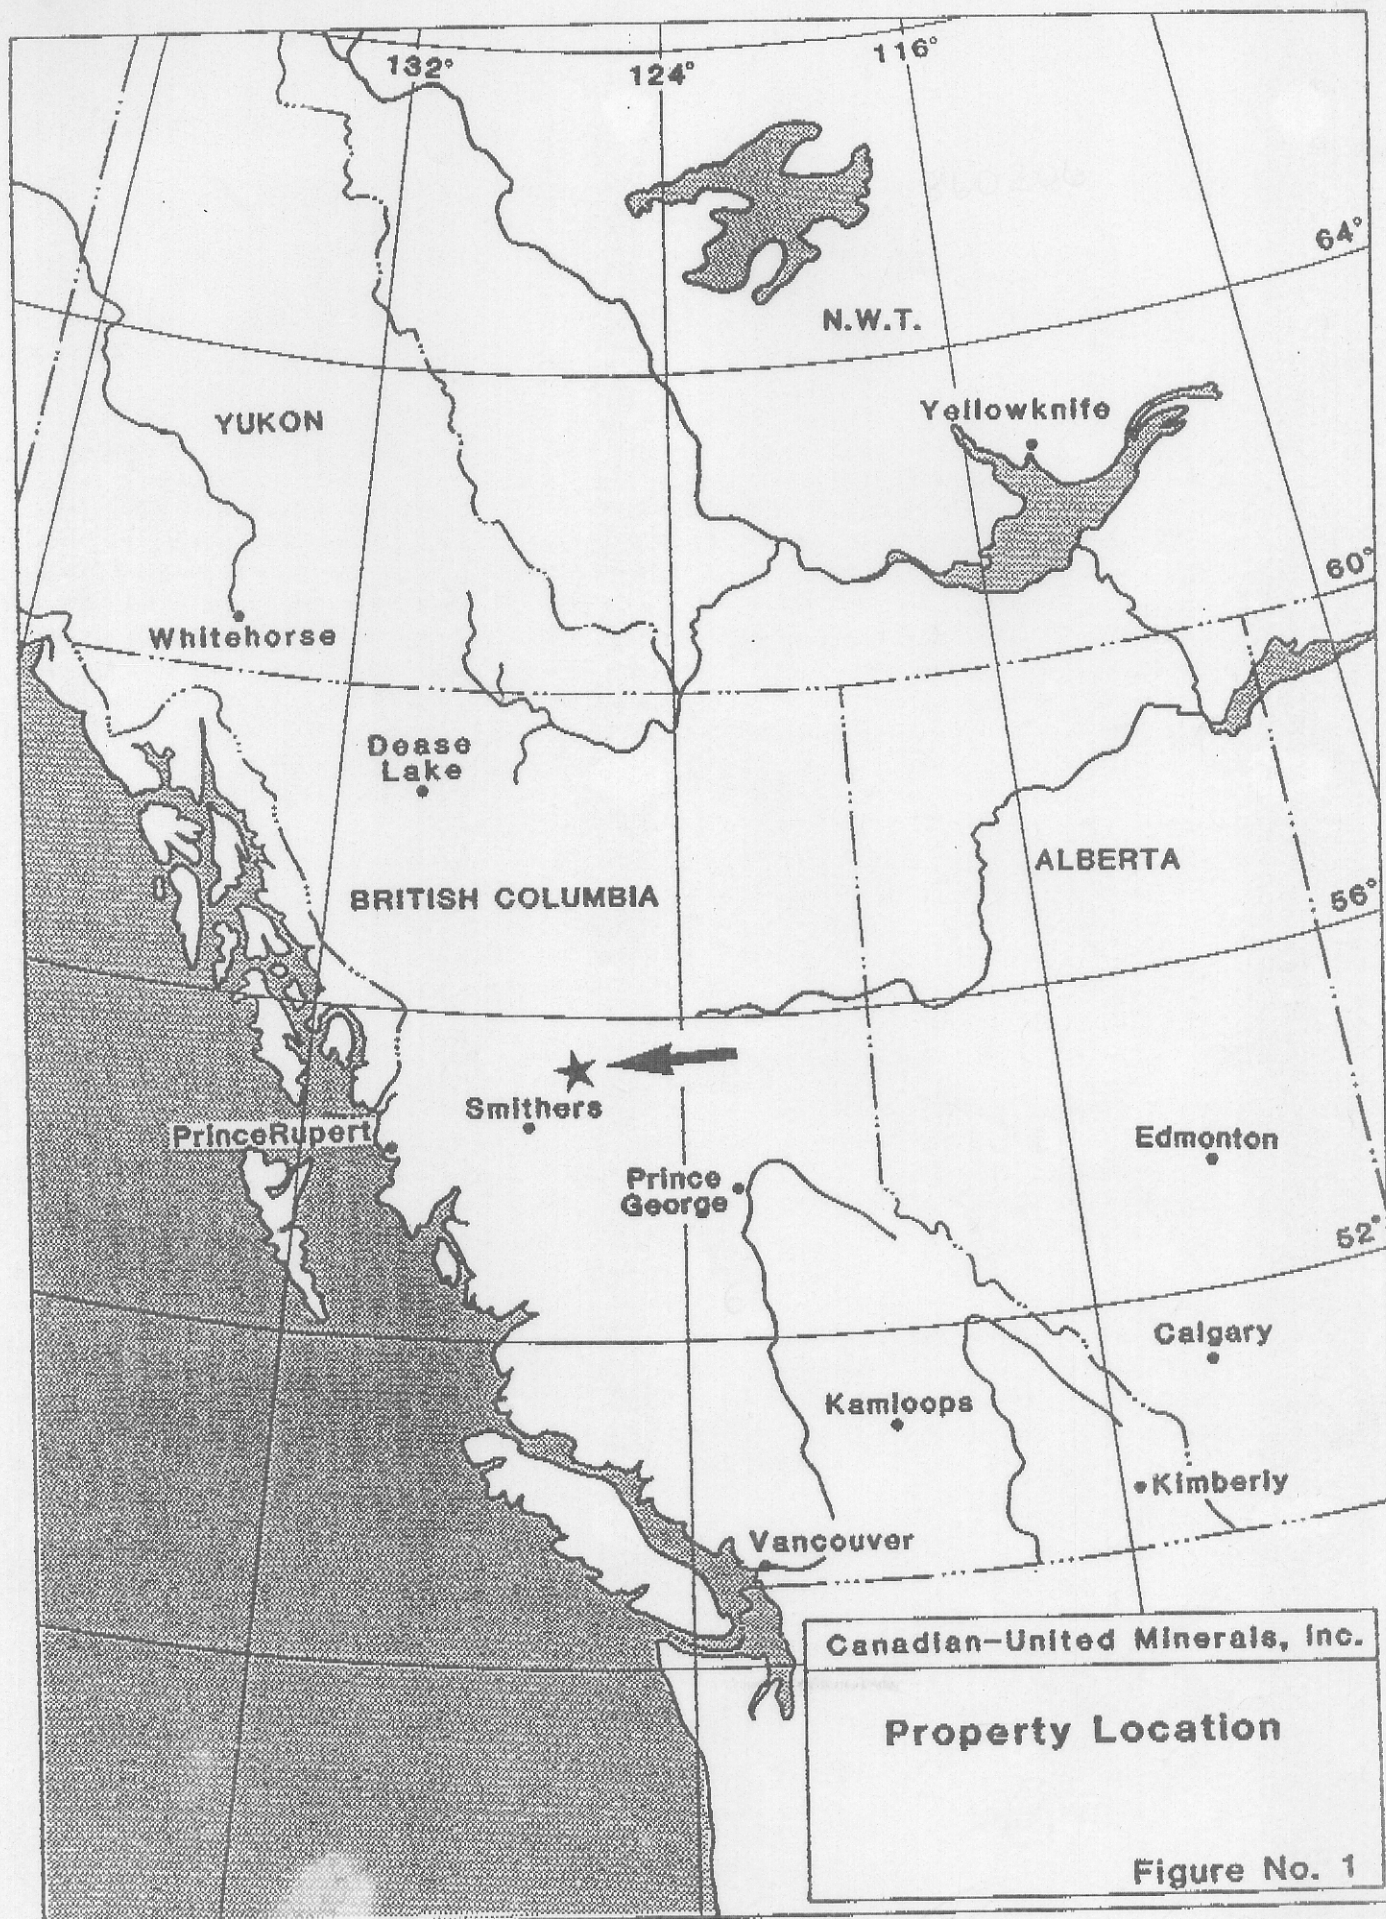 132°
124°
116°
64°
N.W.T.
Yellowknife
YUKON
60°
Whitehorse
Dease
Lake
ALBERTA
BRITISH COLUMBIA
56°
Smithers
PrinceRupert
Edmonton
Prince
George
52°
Calgary
Kamloops
Kimberly
Vancouver
Canadian-United Minerals, Inc.
Property Location
Figure No. 1